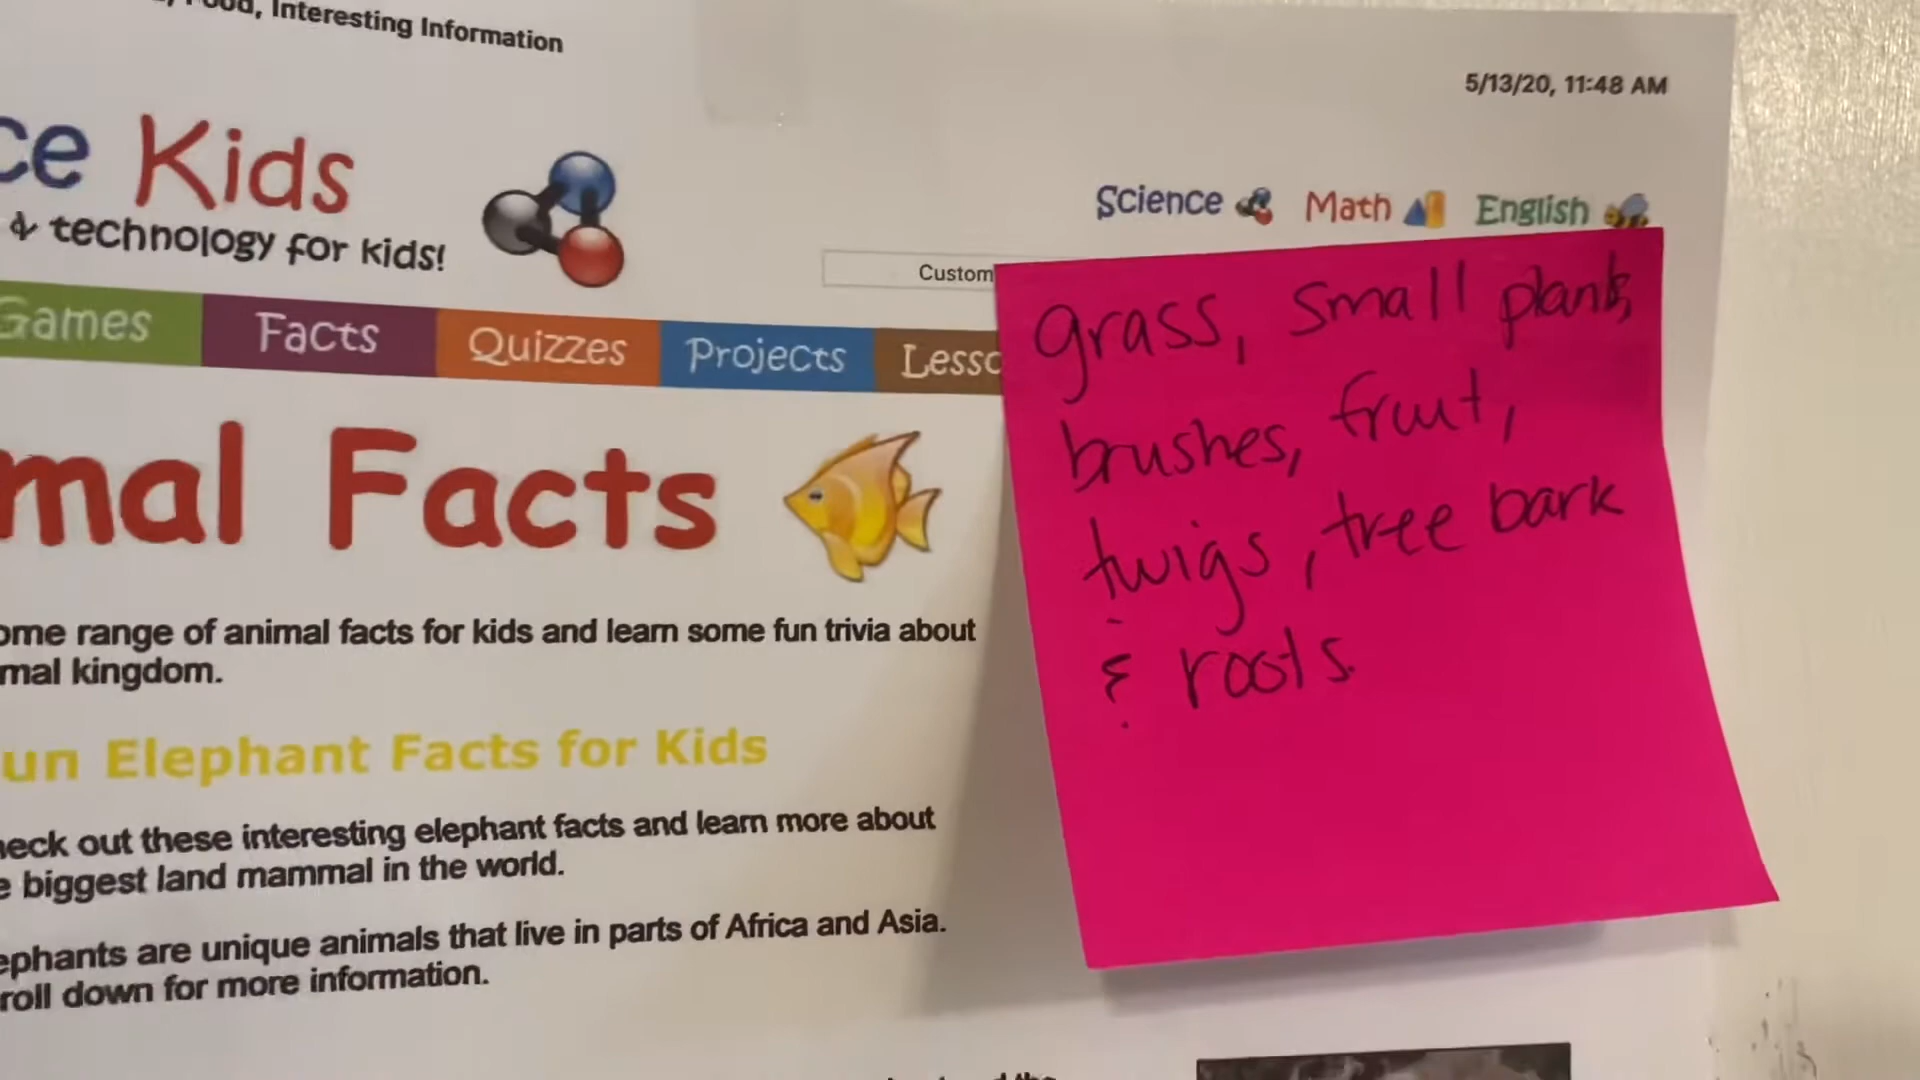 Food, Interesting Information
5/13/20, 11:48 AM
ce Kids
& technology for kids!
Science Math English
Custom
Games Facts Quizzes Projects Lesso
grass, small plants,
brushes, fruit,
twigs, tree bark
& roots.
mal Facts
ome range of animal facts for kids and learn some fun trivia about
mal kingdom.
un Elephant Facts for Kids
heck out these interesting elephant facts and learn more about
e biggest land mammal in the world.
ephants are unique animals that live in parts of Africa and Asia.
roll down for more information.